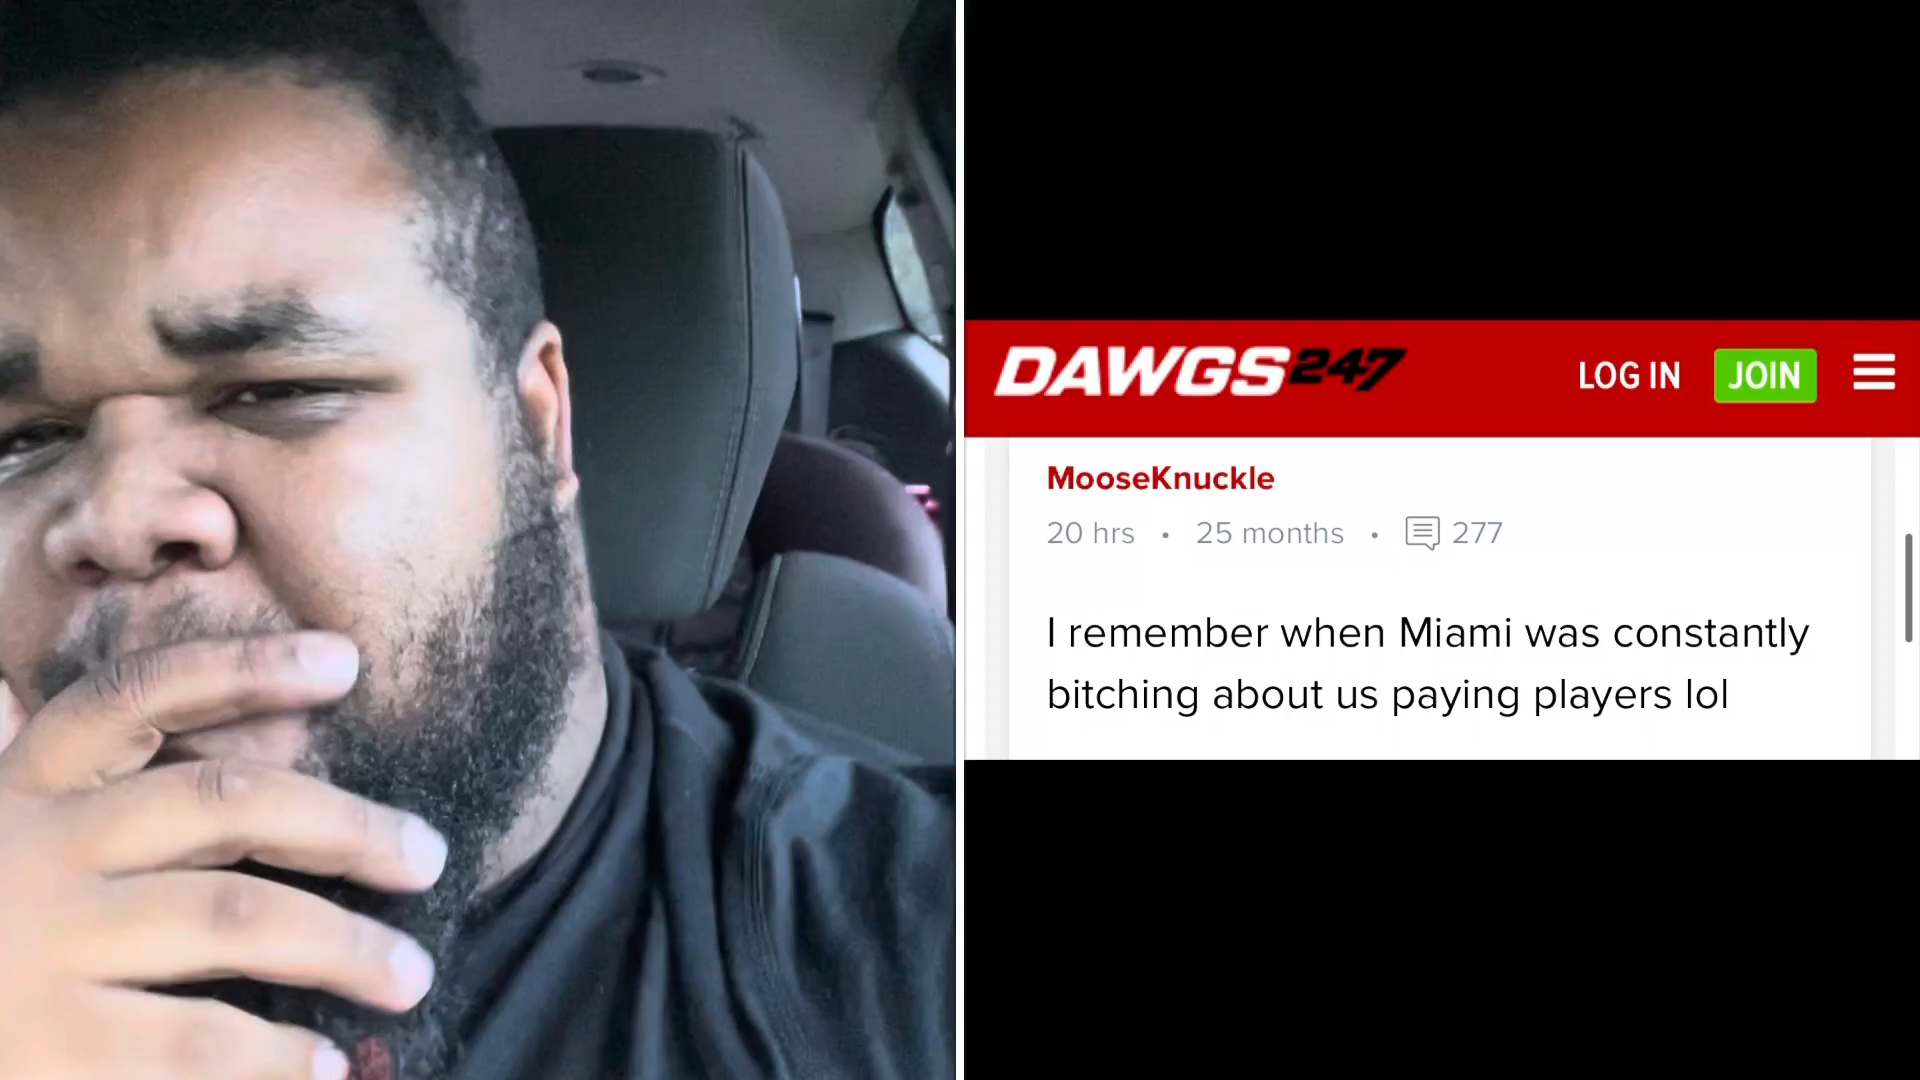 DAWGS247
LOG IN
JOIN
MooseKnuckle
20 hrs • 25 months • 277
I remember when Miami was constantly
bitching about us paying players lol